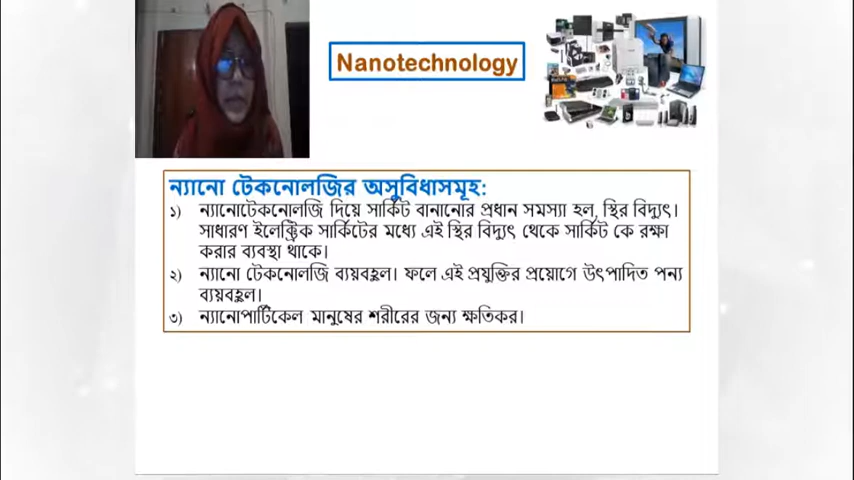 Nanotechnology
ন্যানো টেকনোলজির অসুবিধাসমূহ:
১) ন্যানোটেকনোলজি দিয়ে সার্কিট বানানোর প্রধান সমস্যা হল, স্থির বিদ্যুৎ।
সাধারণ ইলেক্ট্রিক সার্কিটের মধ্যে এই স্থির বিদ্যুৎ থেকে সার্কিট কে রক্ষা
করার ব্যবস্থা থাকে।
২) ন্যানো টেকনোলজি ব্যয়বহুল। ফলে এই প্রযুক্তির প্রয়োগে উৎপাদিত পন্য
ব্যয়বহুল।
৩) ন্যানোপার্টিকেল মানুষের শরীরের জন্য ক্ষতিকর।